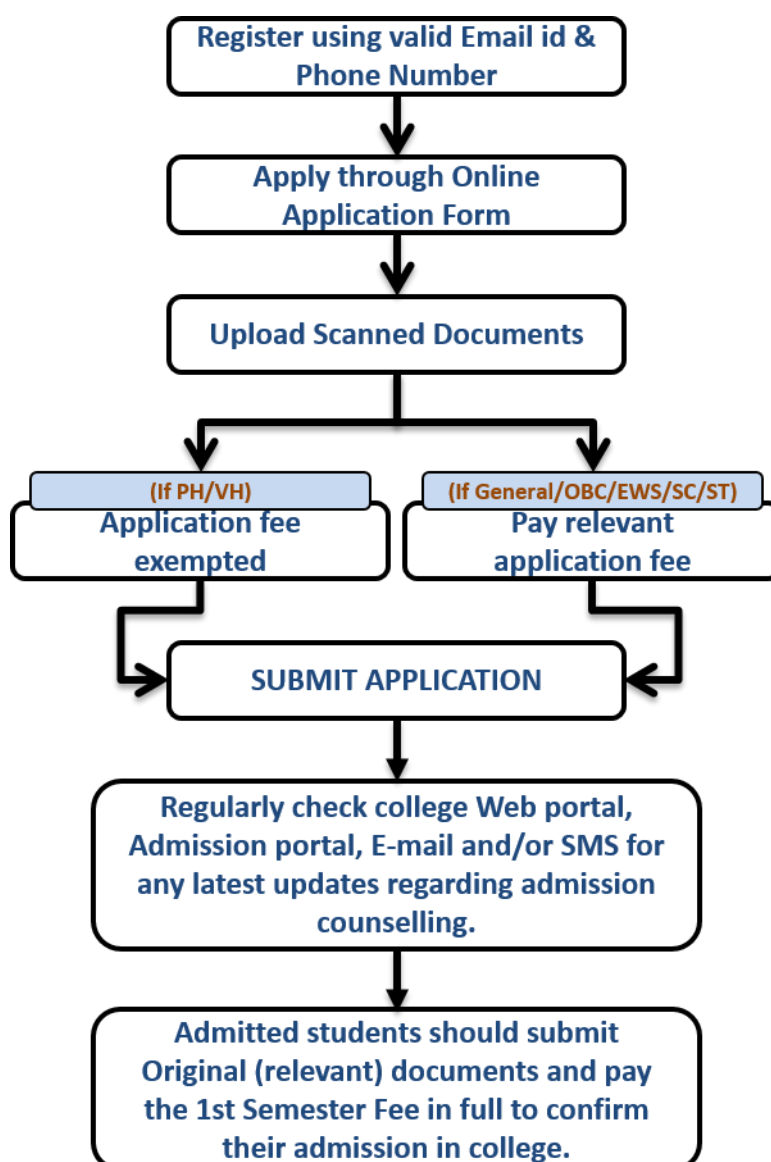 Register using valid Email id &
Phone Number
Apply through Online
Application Form
Upload Scanned Documents
(If PH/VH)
Application fee
exempted
(If General/OBC/EWS/SC/ST)
Pay relevant
application fee
SUBMIT APPLICATION
Regularly check college Web portal,
Admission portal, E-mail and/or SMS for
any latest updates regarding admission
counselling.
Admitted students should submit
Original (relevant) documents and pay
the 1st Semester Fee in full to confirm
their admission in college.